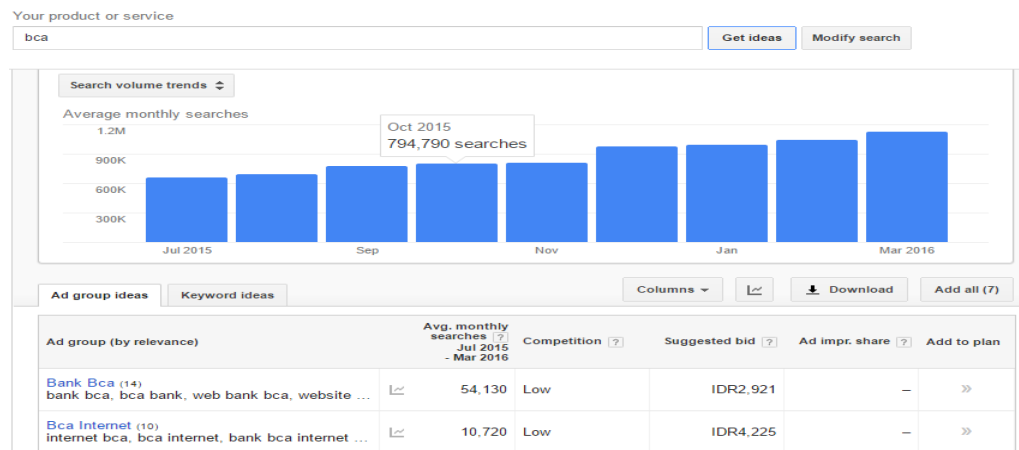 Your product or service
bca
Get ideas
Modify search
Search volume trends
Average monthly searches
1.2M
900K
600K
300K
Oct 2015
794,790 searches
Jul 2015
Sep
Nov
Jan
Mar 2016
Ad group ideas
Keyword ideas
Columns
Download
Add all (7)
Ad group (by relevance)
Avg. monthly
searches ?
Jul 2015
- Mar 2016
Competition ?
Suggested bid ?
Ad impr. share ?
Add to plan
Bank Bca (14)
bank bca, bca bank, web bank bca, website ...
54,130
Low
IDR2,921
–
»
Bca Internet (10)
internet bca, bca internet, bank bca internet ...
10,720
Low
IDR4,225
–
»